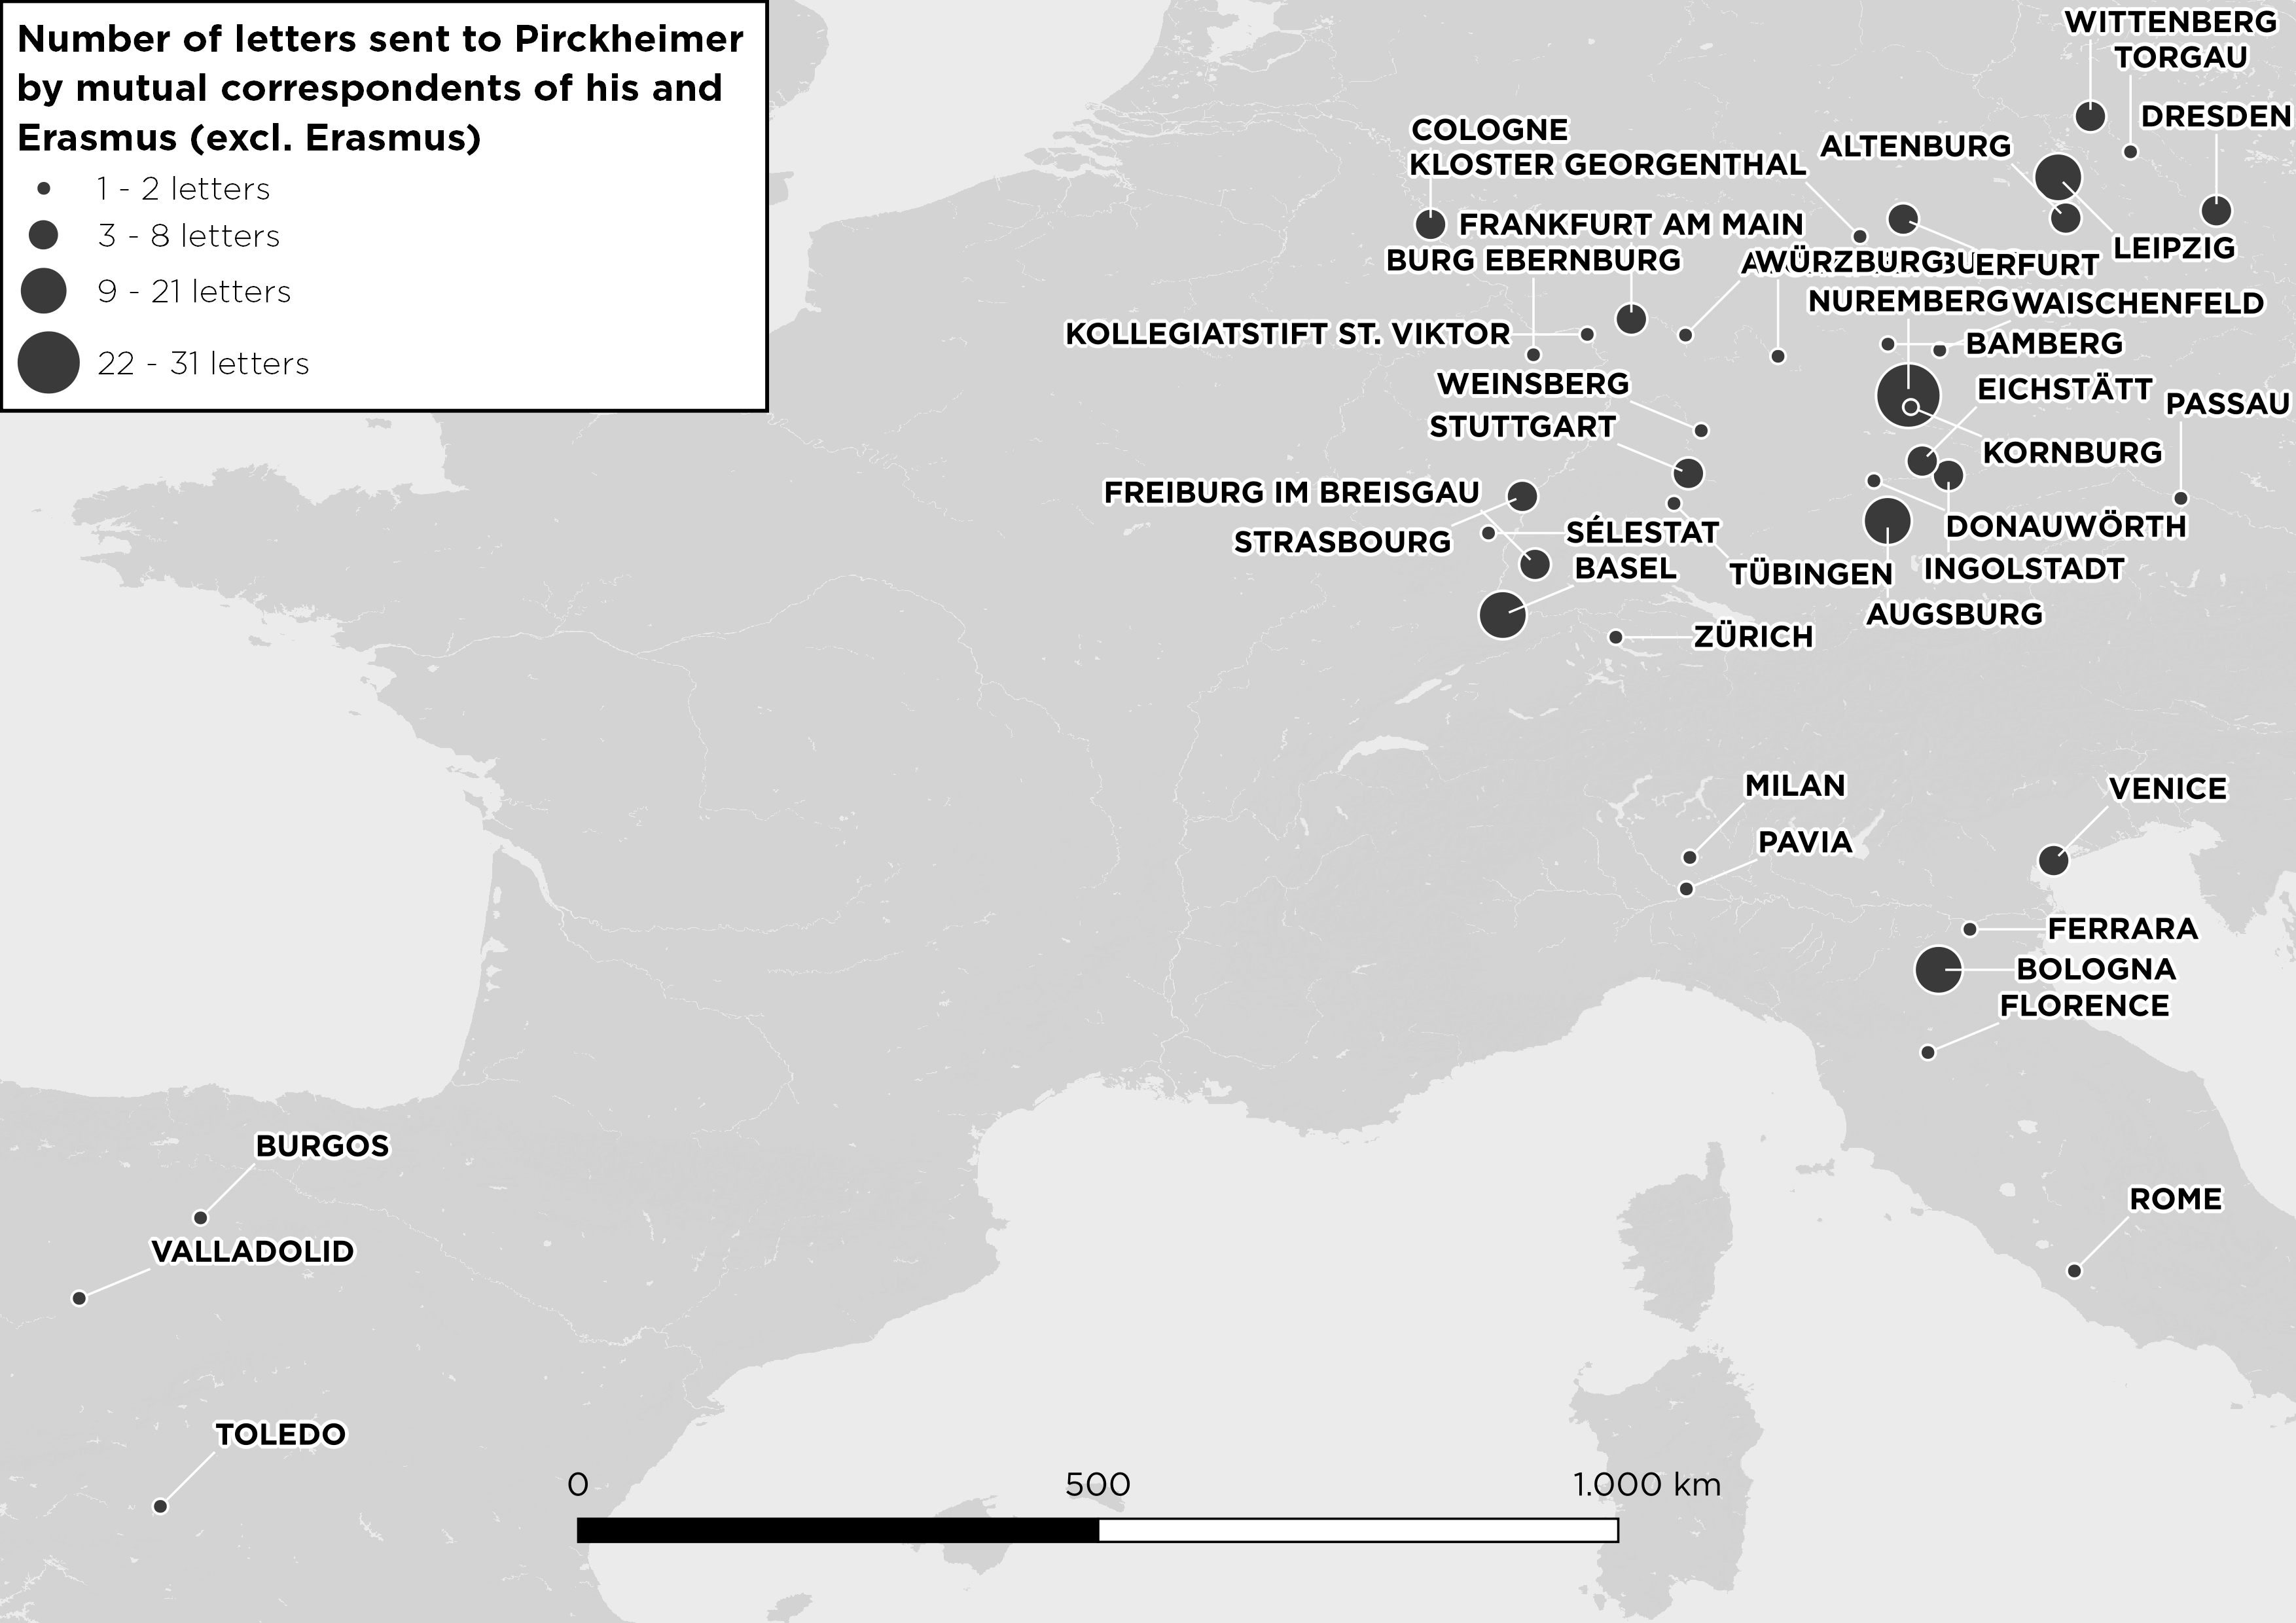 Number of letters sent to Pirckheimer
by mutual correspondents of his and
Erasmus (excl. Erasmus)
1 - 2 letters
3 - 8 letters
9 - 21 letters
22 - 31 letters
WITTENBERG
TORGAU
DRESDEN
COLOGNE
ALTENBURG
KLOSTER GEORGENTHAL
FRANKFURT AM MAIN
LEIPZIG
BURG EBERNBURG
WÜRZBURG
ERFURT
NUREMBERG
WAISCHENFELD
KOLLEGIATSTIFT ST. VIKTOR
BAMBERG
WEINSBERG
EICHSTÄTT
PASSAU
STUTTGART
KORNBURG
FREIBURG IM BREISGAU
STRASBOURG
SÉLESTAT
DONAUWÖRTH
BASEL
TÜBINGEN
INGOLSTADT
AUGSBURG
ZÜRICH
MILAN
VENICE
PAVIA
FERRARA
BOLOGNA
FLORENCE
BURGOS
ROME
VALLADOLID
TOLEDO
0 500 1.000 km